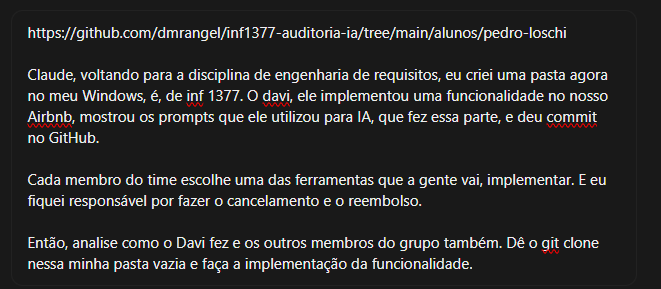 https://github.com/dmrangel/inf1377-auditoria-ia/tree/main/alunos/pedro-loschi
Claude, voltando para a disciplina de engenharia de requisitos, eu criei uma pasta agora
no meu Windows, é, de inf 1377. O davi, ele implementou uma funcionalidade no nosso
Airbnb, mostrou os prompts que ele utilizou para IA, que fez essa parte, e deu commit
no GitHub.
Cada membro do time escolhe uma das ferramentas que a gente vai, implementar. E eu
fiquei responsável por fazer o cancelamento e o reembolso.
Então, analise como o Davi fez e os outros membros do grupo também. Dê o git clone
nessa minha pasta vazia e faça a implementação da funcionalidade.